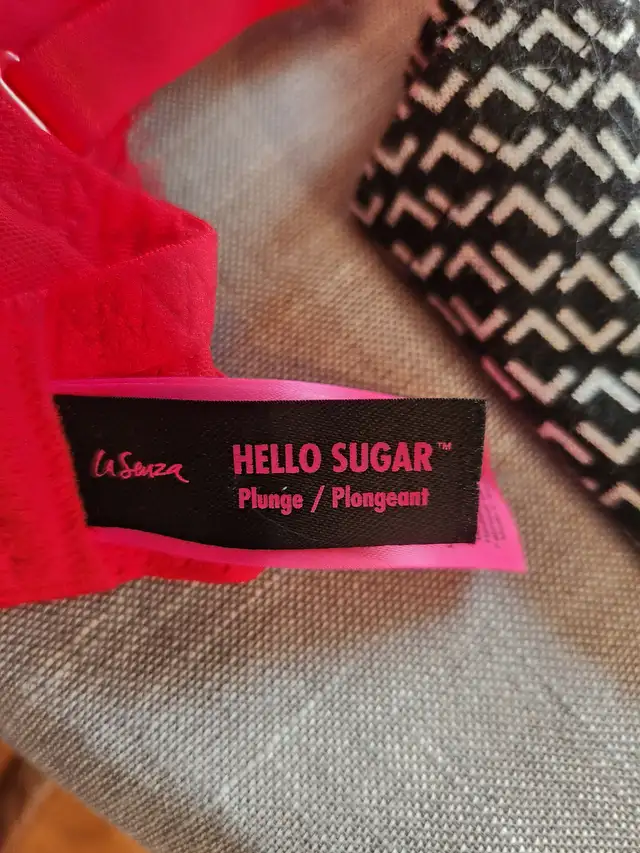 La Senza
HELLO SUGAR™
Plunge / Plongeant